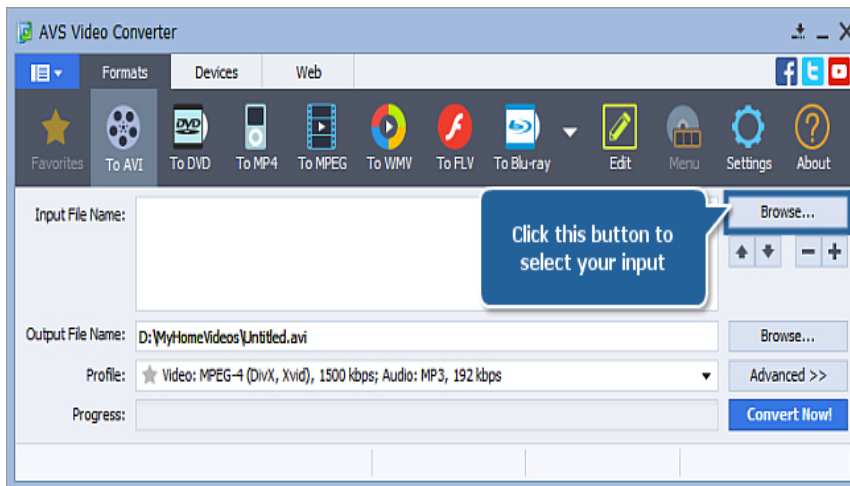 AVS Video Converter
Formats Devices Web
Favorites To AVI To DVD To MP4 To MPEG To WMV To FLV To Blu-ray Edit Menu Settings About
Input File Name: Browse...
Click this button to
select your input
Output File Name: D:\MyHomeVideos\Untitled.avi Browse...
Profile: Video: MPEG-4 (DivX, Xvid), 1500 kbps; Audio: MP3, 192 kbps Advanced >>
Progress: Convert Now!